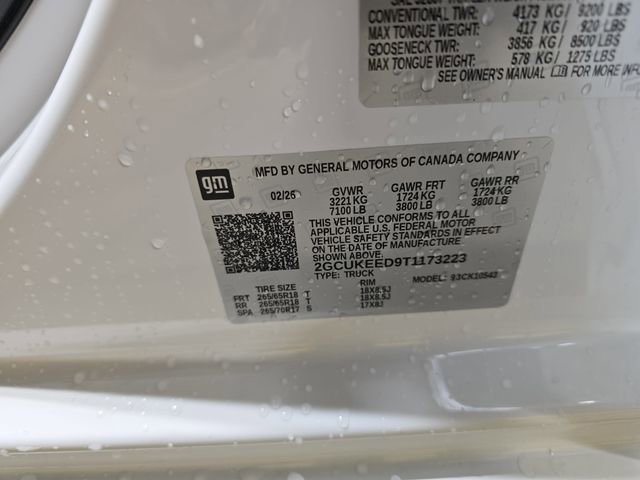 CONVENTIONAL TWR: 4173 KG / 9200 LBS
MAX TONGUE WEIGHT: 417 KG / 920 LBS
GOOSENECK TWR: 3856 KG / 8500 LBS
MAX TONGUE WEIGHT: 578 KG / 1275 LBS
SEE OWNER'S MANUAL FOR MORE INFO
gm
MFD BY GENERAL MOTORS OF CANADA COMPANY
02/26 GVWR GAWR FRT GAWR RR
3221 KG 1724 KG 1724 KG
7100 LB 3800 LB 3800 LB
THIS VEHICLE CONFORMS TO ALL
APPLICABLE U.S. FEDERAL MOTOR
VEHICLE SAFETY STANDARDS IN EFFECT
ON THE DATE OF MANUFACTURE
SHOWN ABOVE.
2GCUKEED9T1173223
TYPE: TRUCK MODEL: 93CK10543
TIRE SIZE RIM
FRT 265/65R18 T 18X8.5J
RR 265/65R18 T 18X8.5J
SPA 265/70R17 S 17X8J